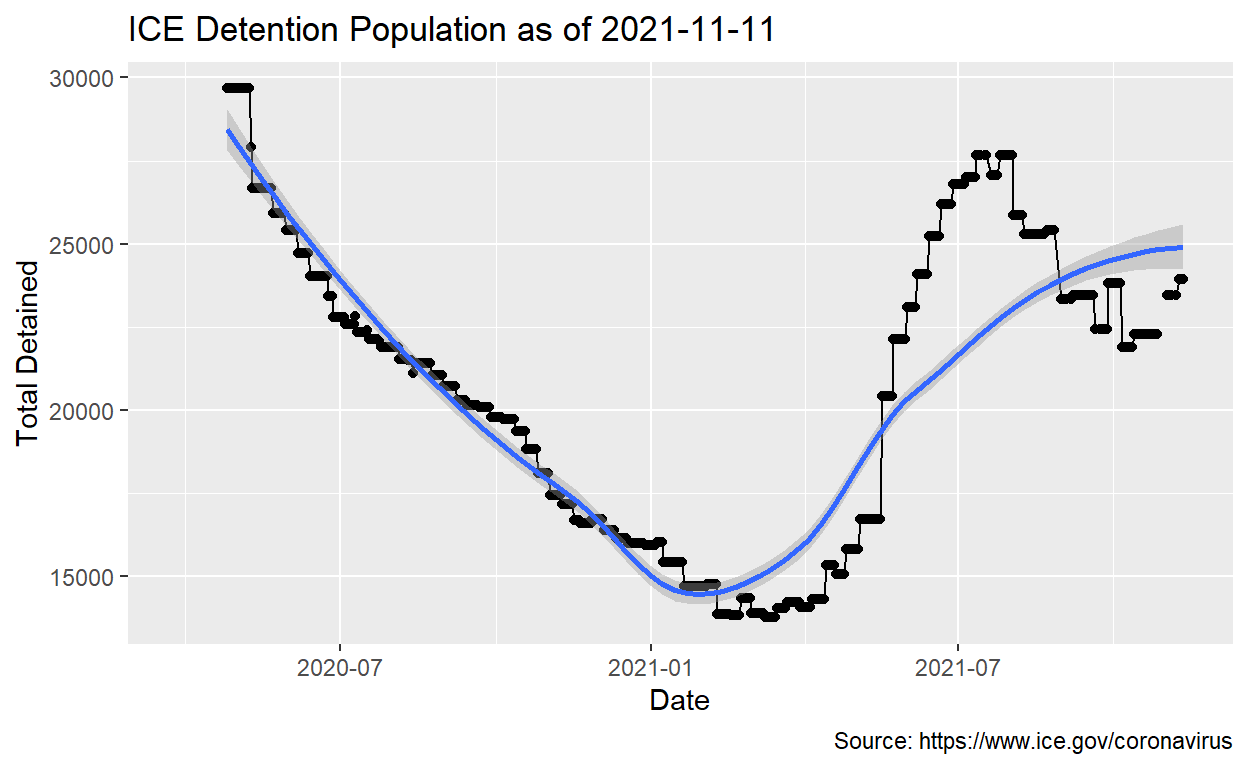 ICE Detention Population as of 2021-11-11
30000
25000
20000
15000
Total Detained
2020-07
2021-01
2021-07
Date
Source: https://www.ice.gov/coronavirus